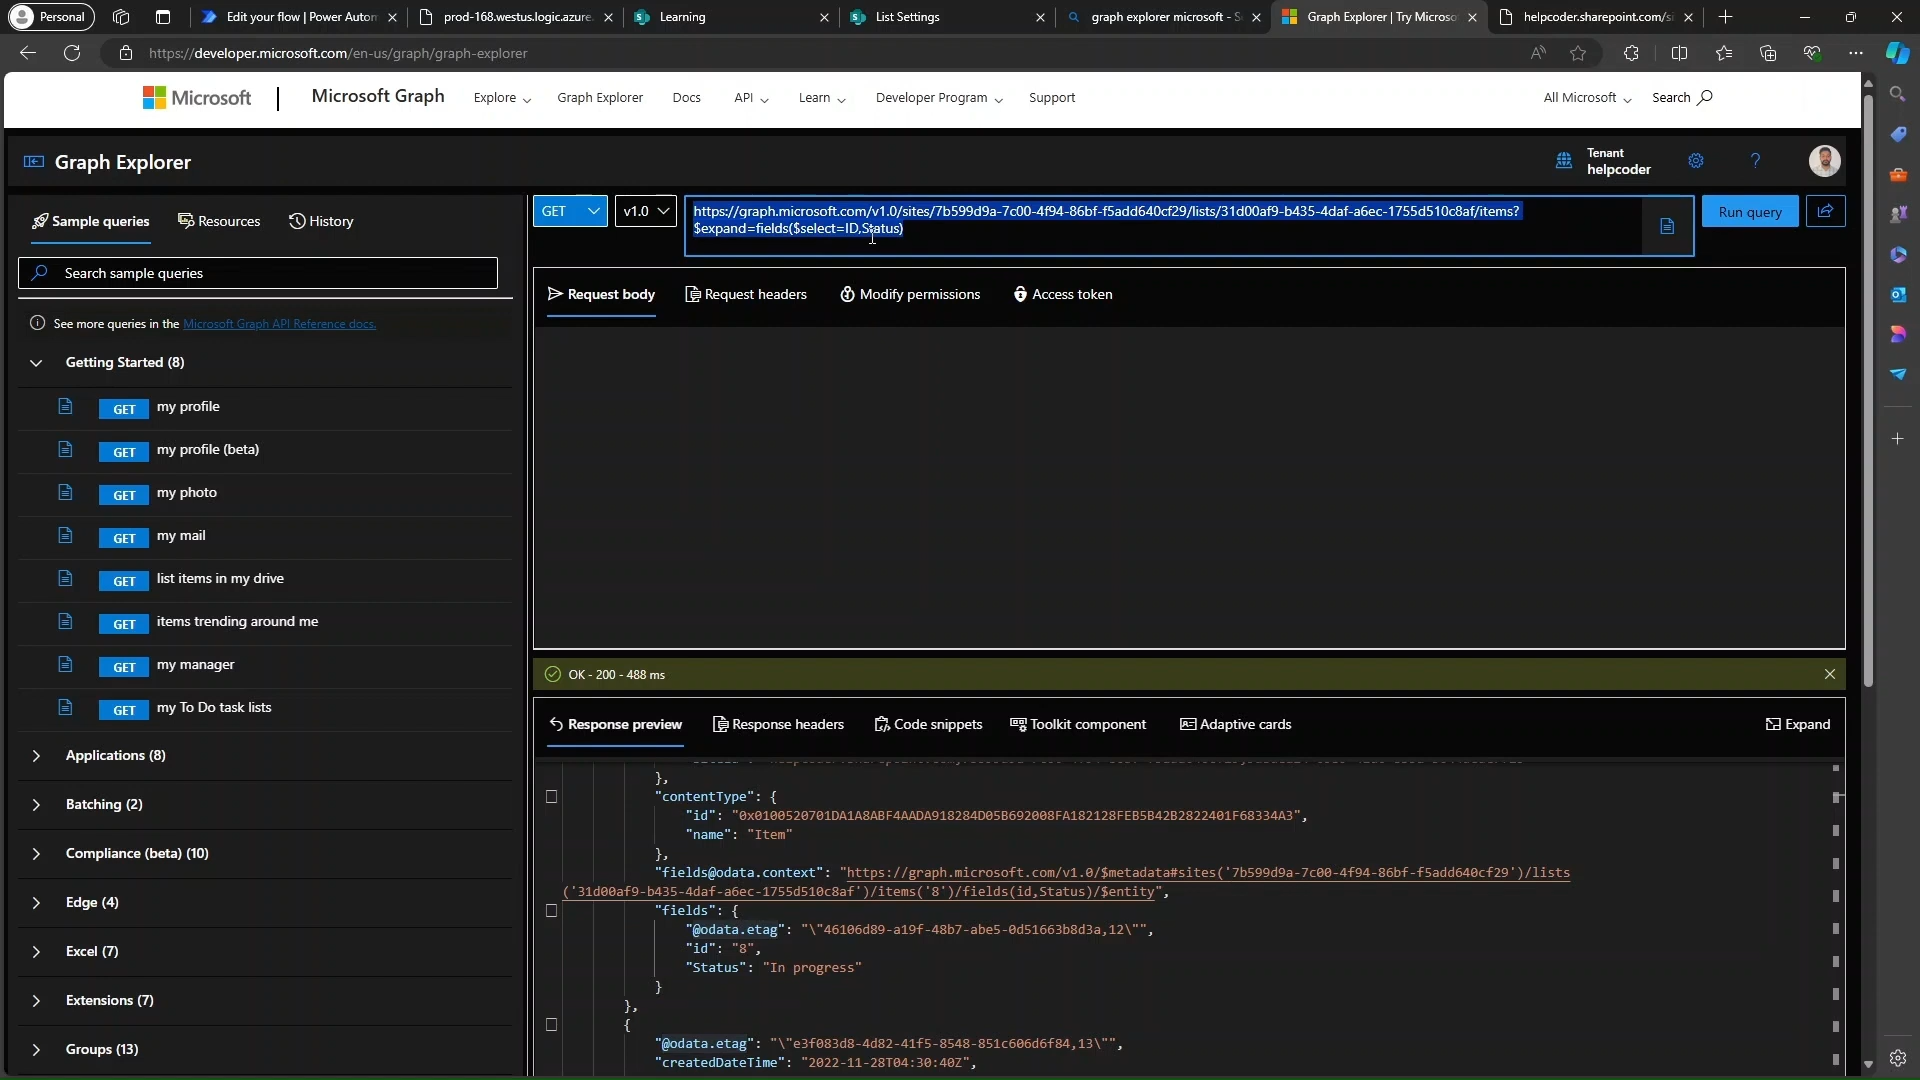 Personal
Edit your flow | Power Autom
prod-168.westus.logic.azure.
Learning
List Settings
graph explorer microsoft - S
Graph Explorer | Try Microso
helpcoder.sharepoint.com/si
https://developer.microsoft.com/en-us/graph/graph-explorer
Microsoft
Microsoft Graph
Explore
Graph Explorer
Docs
API
Learn
Developer Program
Support
All Microsoft
Search
Graph Explorer
Tenant
helpcoder
Sample queries
Resources
History
GET
v1.0
https://graph.microsoft.com/v1.0/sites/7b599d9a-7c00-4f94-86bf-f5add640cf29/lists/31d00af9-b435-4daf-a6ec-1755d510c8af/items?
$expand=fields($select=ID,Status)
Run query
Search sample queries
See more queries in the Microsoft Graph API Reference docs.
Getting Started (8)
GET my profile
GET my profile (beta)
GET my photo
GET my mail
GET list items in my drive
GET items trending around me
GET my manager
GET my To Do task lists
Applications (8)
Batching (2)
Compliance (beta) (10)
Edge (4)
Excel (7)
Extensions (7)
Groups (13)
Request body
Request headers
Modify permissions
Access token
OK - 200 - 488 ms
Response preview
Response headers
Code snippets
Toolkit component
Adaptive cards
Expand
},
"contentType": {
"id": "0x0100520701DA1A8ABF4AADA918284D05B692008FA182128FEB5B42B2822401F68334A3",
"name": "Item"
},
"fields@odata.context": "https://graph.microsoft.com/v1.0/$metadata#sites('7b599d9a-7c00-4f94-86bf-f5add640cf29')/lists
('31d00af9-b435-4daf-a6ec-1755d510c8af')/items('8')/fields(id,Status)/$entity",
"fields": {
"@odata.etag": "\"46106d89-a19f-48b7-abe5-0d51663b8d3a,12\"",
"id": "8",
"Status": "In progress"
}
},
{
"@odata.etag": "\"e3f083d8-4d82-41f5-8548-851c606d6f84,13\"",
"createdDateTime": "2022-11-28T04:30:40Z",